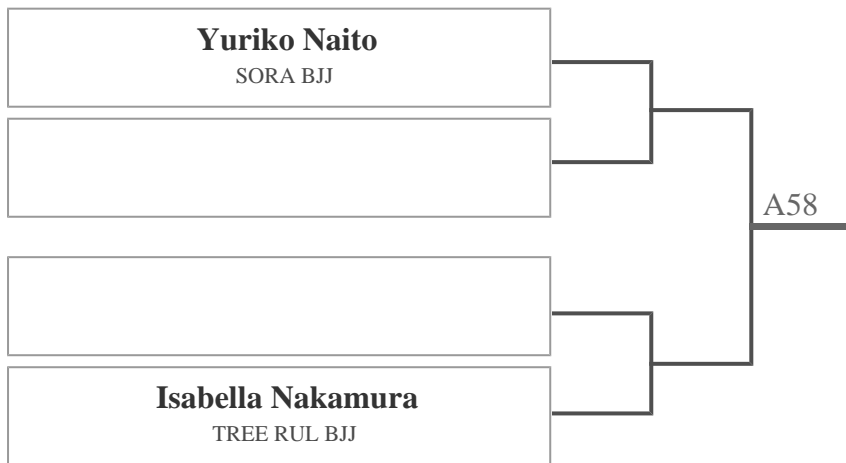 Yuriko Naito
SORA BJJ
A58
Isabella Nakamura
TREE RUL BJJ